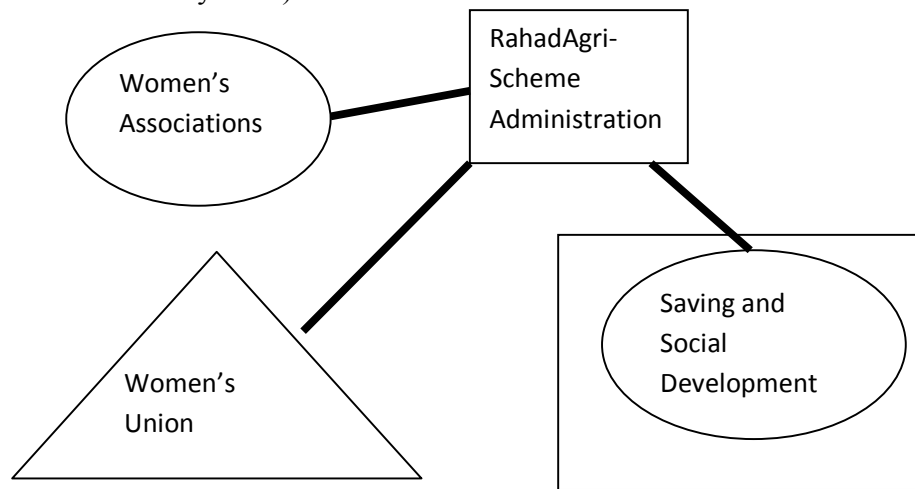 Women's
Associations
RahadAgri-
Scheme
Administration
Women's
Union
Saving and
Social
Development